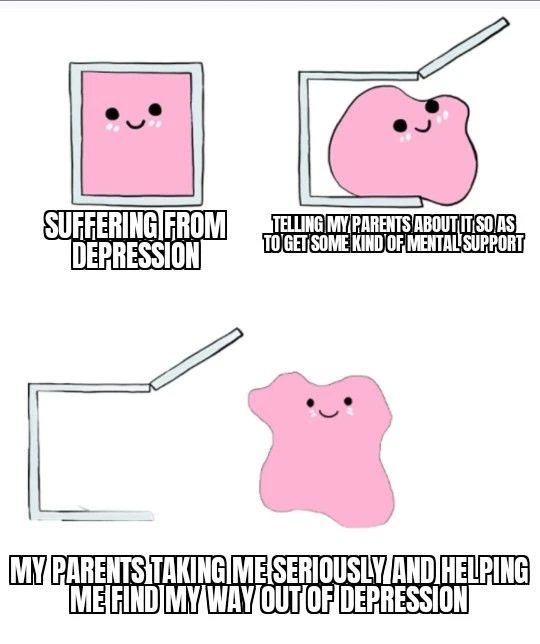 SUFFERING FROM
DEPRESSION
TELLING MY PARENTS ABOUT IT SO AS
TO GET SOME KIND OF MENTAL SUPPORT
MY PARENTS TAKING ME SERIOUSLY AND HELPING
ME FIND MY WAY OUT OF DEPRESSION